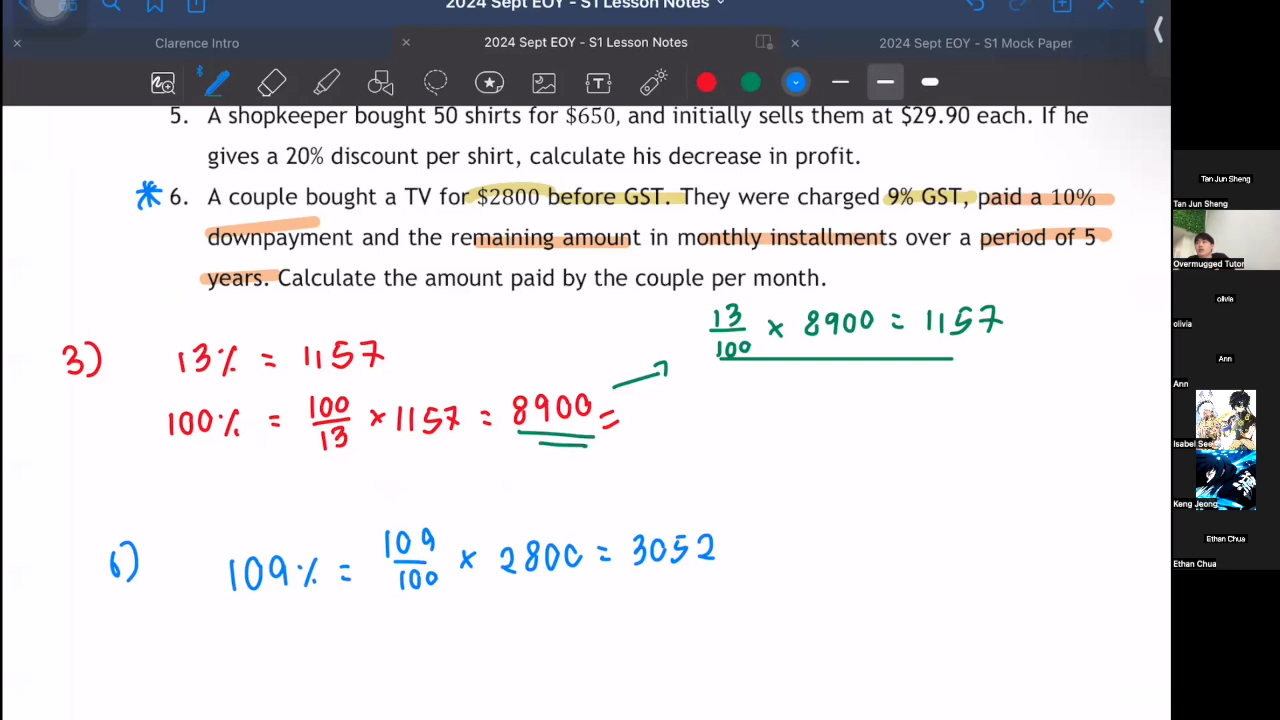 2024 Sept EOY - S1 Lesson Notes
Clarence Intro
2024 Sept EOY - S1 Lesson Notes
2024 Sept EOY - S1 Mock Paper
5. A shopkeeper bought 50 shirts for $650, and initially sells them at $29.90 each. If he
gives a 20% discount per shirt, calculate his decrease in profit.
6. A couple bought a TV for $2800 before GST. They were charged 9% GST, paid a 10%
downpayment and the remaining amount in monthly installments over a period of 5
years. Calculate the amount paid by the couple per month.
13/100 × 8900 = 1157
3) 13% = 1157
100% = 100/13 × 1157 = 8900 =
6) 109% = 109/100 × 2800 = 3052
Tan Jun Sheng
Tan Jun Sheng
Overmugged Tutor
olivia
olivia
Ann
Ann
Isabel See
Keng Jeong
Ethan Chua
Ethan Chua